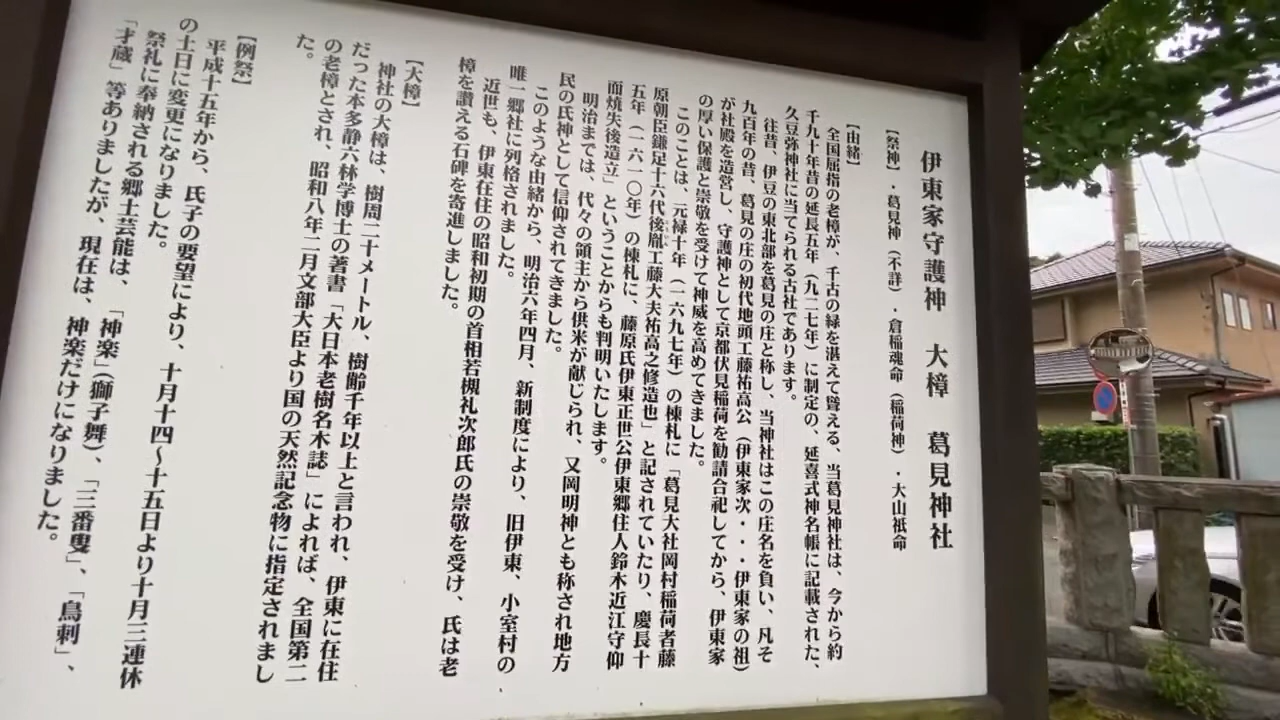 伊東家守護神　大樟　葛見神社
【祭神】・葛見神（不詳）・倉稲魂命（稲荷神）・大山祇命
【由緒】
全国屈指の老樟が、千古の緑を湛えて聳える、当葛見神社は、今から約
千九十年昔の延長五年（九二七年）に制定の、延喜式神名帳に記載された、
久豆弥神社に当てられる古社であります。
往昔、伊豆の東北部を葛見の庄と称し、当神社はこの庄名を負い、凡そ
九百年の昔、葛見の庄の初代地頭工藤祐高公（伊東家次・・・伊東家の祖）
が社殿を造営し、守護神として京都伏見稲荷を勧請合祀してから、伊東家
の厚い保護と崇敬を受けて神威を高めてきました。
このことは、元禄十年（一六九七年）の棟札に「葛見大社岡村稲荷者藤
原朝臣鎌足十六代後胤工藤大夫祐高之修造也」と記されていたり、慶長十
五年（一六一〇年）の棟札に、藤原氏伊東正世公伊東郷住人鈴木近江守仰
而焼失後造立」ということからも判明いたします。
明治までは、代々の領主から供米が献じられ、又岡明神とも称され地方
民の氏神として信仰されてきました。
このような由緒から、明治六年四月、新制度により、旧伊東、小室村の
唯一郷社に列格されました。
近世も、伊東在住の昭和初期の首相若槻礼次郎氏の崇敬を受け、氏は老
樟を讃える石碑を寄進しました。
【大樟】
神社の大樟は、樹周二十メートル、樹齢千年以上と言われ、伊東に在住
だった本多静六林学博士の著書「大日本老樹名木誌」によれば、全国第二
の老樟とされ、昭和八年二月文部大臣より国の天然記念物に指定されまし
た。
【例祭】
平成十五年から、氏子の要望により、十月十四～十五日より十月三連休
の土日に変更になりました。
祭礼に奉納される郷土芸能は、「神楽」（獅子舞）、「三番叟」、「鳥刺」、
「才蔵」等ありましたが、現在は、神楽だけになりました。